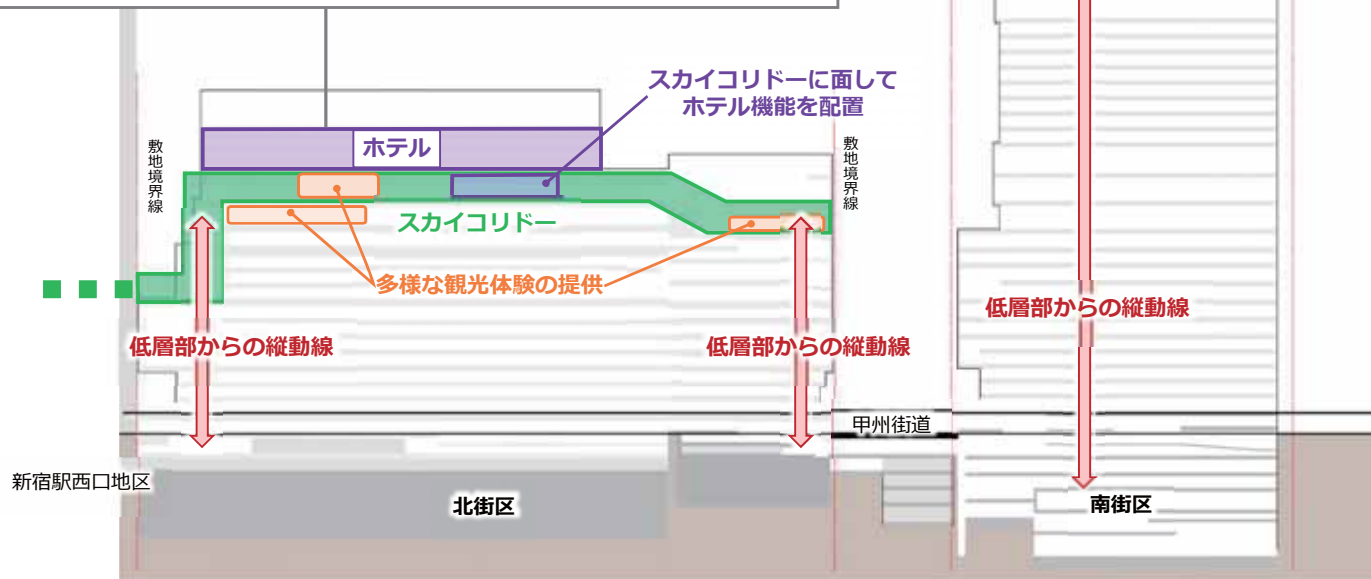 スカイコリドーに面して
ホテル機能を配置
敷地境界線
ホテル
敷地境界線
スカイコリドー
多様な観光体験の提供
低層部からの縦動線
低層部からの縦動線
低層部からの縦動線
甲州街道
新宿駅西口地区
北街区
南街区